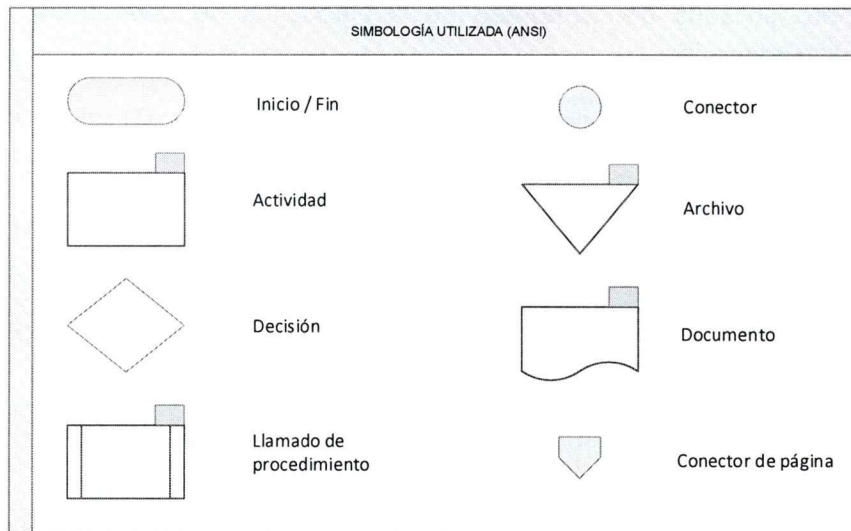 SIMBOLOGÍA UTILIZADA (ANSI)
Inicio / Fin
Conector
Actividad
Archivo
Decisión
Documento
Llamado de
procedimiento
Conector de página